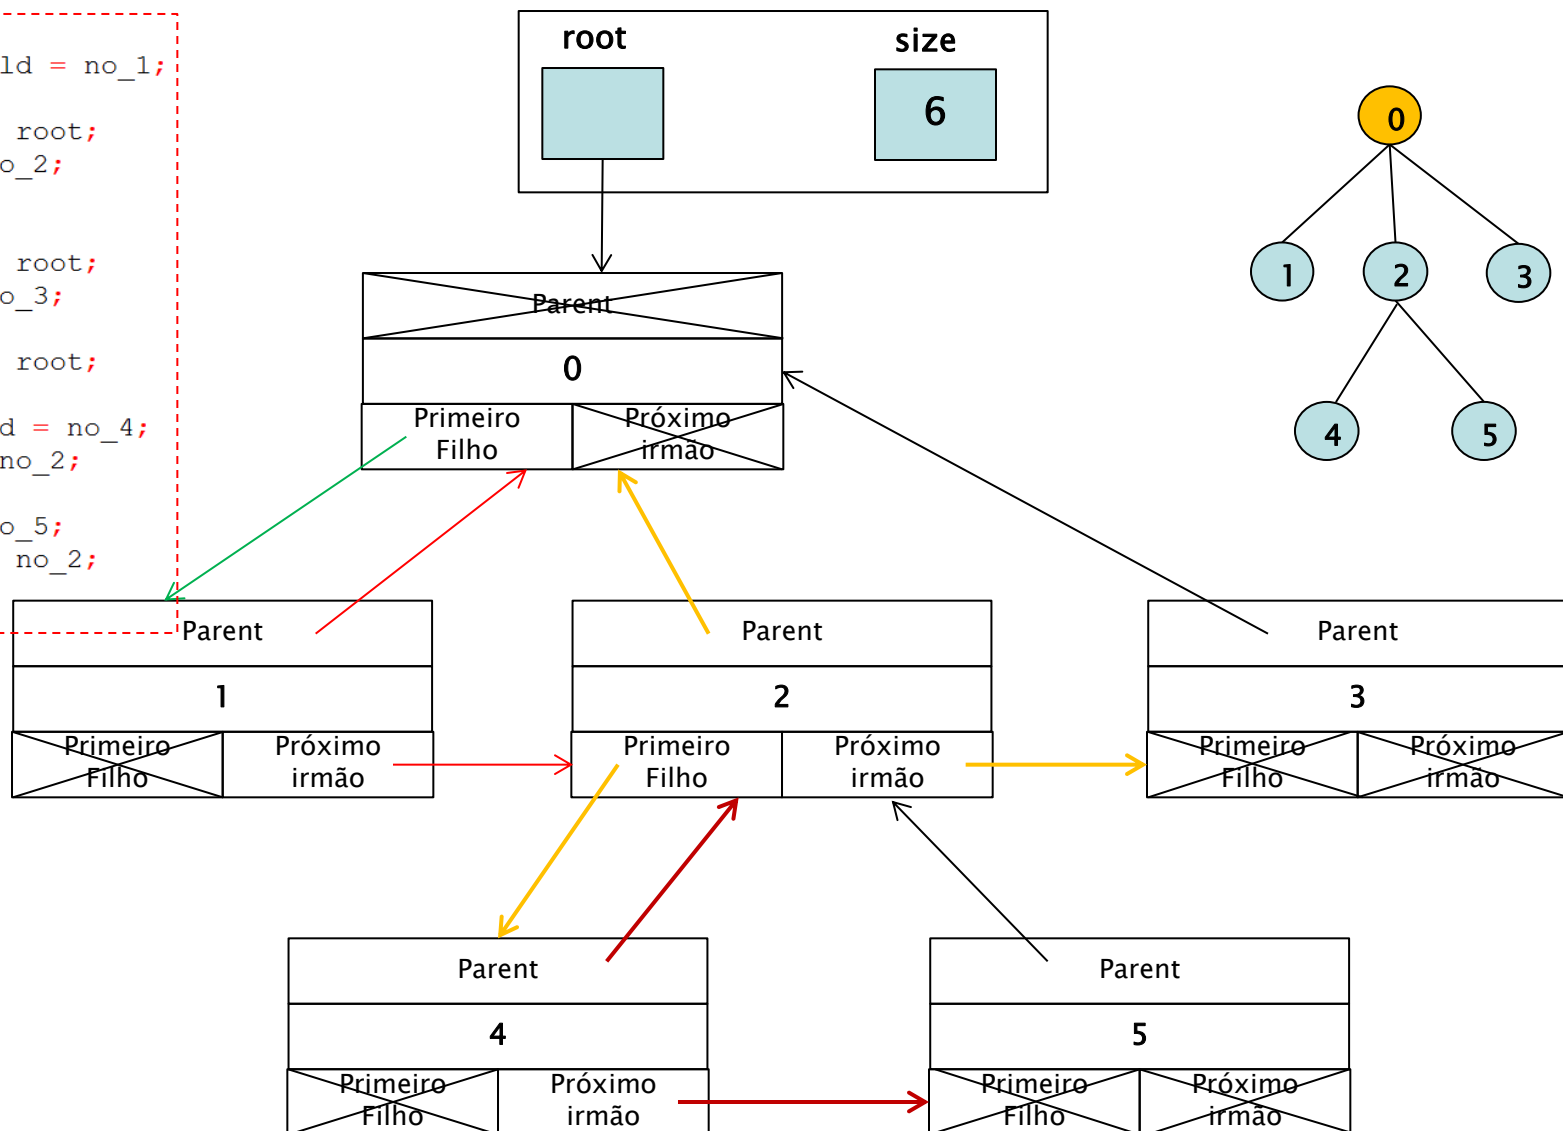 ld = no_1;
root;
o_2;
root;
o_3;
root;
d = no_4;
no_2;
o_5;
no_2;
root
size
6
0
1
2
3
4
5
Parent
0
Primeiro
Filho
Próximo
irmão
Parent
1
Primeiro
Filho
Próximo
irmão
Parent
2
Primeiro
Filho
Próximo
irmão
Parent
3
Primeiro
Filho
Próximo
irmão
Parent
4
Primeiro
Filho
Próximo
irmão
Parent
5
Primeiro
Filho
Próximo
irmão